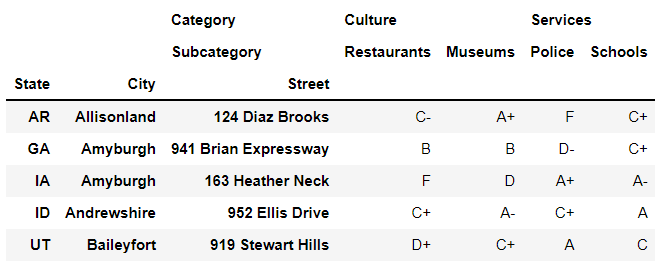 Category Culture Services
Subcategory Restaurants Museums Police Schools
State City Street
AR Allisonland 124 Diaz Brooks C- A+ F C+
GA Amyburgh 941 Brian Expressway B B D- C+
IA Amyburgh 163 Heather Neck F D A+ A-
ID Andrewshire 952 Ellis Drive C+ A- C+ A
UT Baileyfort 919 Stewart Hills D+ C+ A C